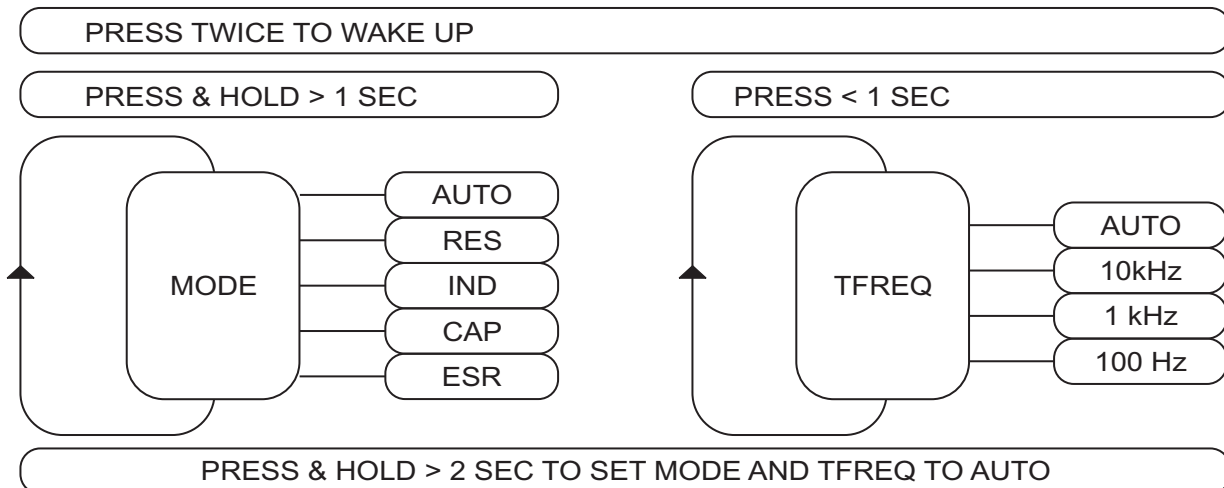 PRESS TWICE TO WAKE UP
PRESS & HOLD > 1 SEC
MODE
AUTO
RES
IND
CAP
ESR
PRESS < 1 SEC
TFREQ
AUTO
10kHz
1 kHz
100 Hz
PRESS & HOLD > 2 SEC TO SET MODE AND TFREQ TO AUTO